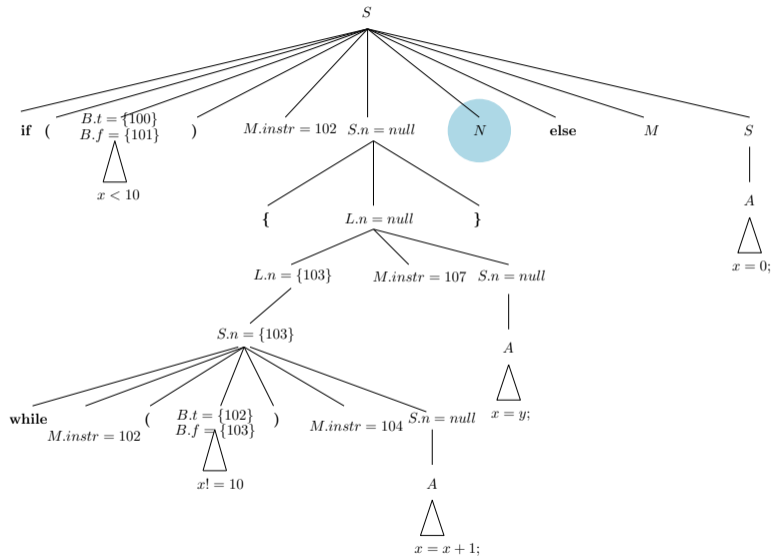 S
if ( B.t = {100} ) M.instr = 102 S.n = null N else M S
B.f = {101}
x < 10
A
x = 0;
{ L.n = null }
L.n = {103} M.instr = 107 S.n = null
S.n = {103}
A
x = y;
while M.instr = 102 ( B.t = {102} ) M.instr = 104 S.n = null
B.f = {103}
x! = 10
A
x = x + 1;